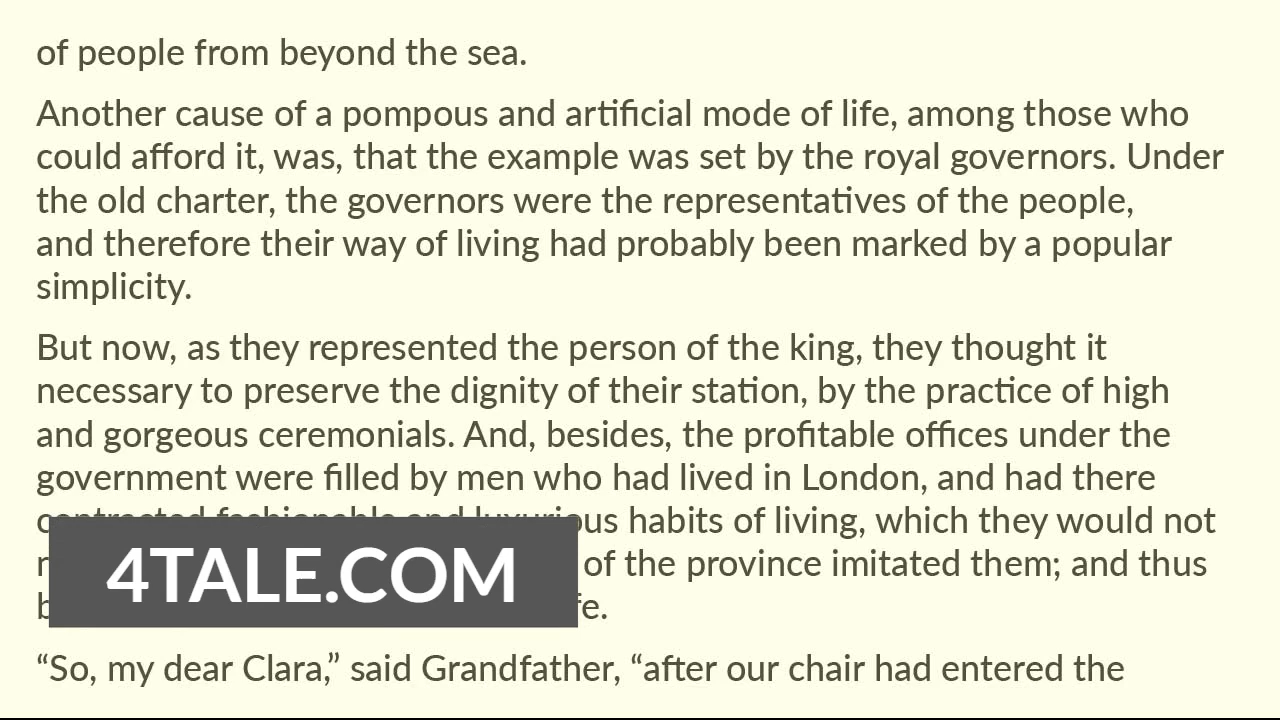 of people from beyond the sea.
Another cause of a pompous and artificial mode of life, among those who
could afford it, was, that the example was set by the royal governors. Under
the old charter, the governors were the representatives of the people,
and therefore their way of living had probably been marked by a popular
simplicity.
But now, as they represented the person of the king, they thought it
necessary to preserve the dignity of their station, by the practice of high
and gorgeous ceremonials. And, besides, the profitable offices under the
government were filled by men who had lived in London, and had there
contracted fashionable and luxurious habits of living, which they would not
of the province imitated them; and thus
4TALE.COM
“So, my dear Clara,” said Grandfather, “after our chair had entered the